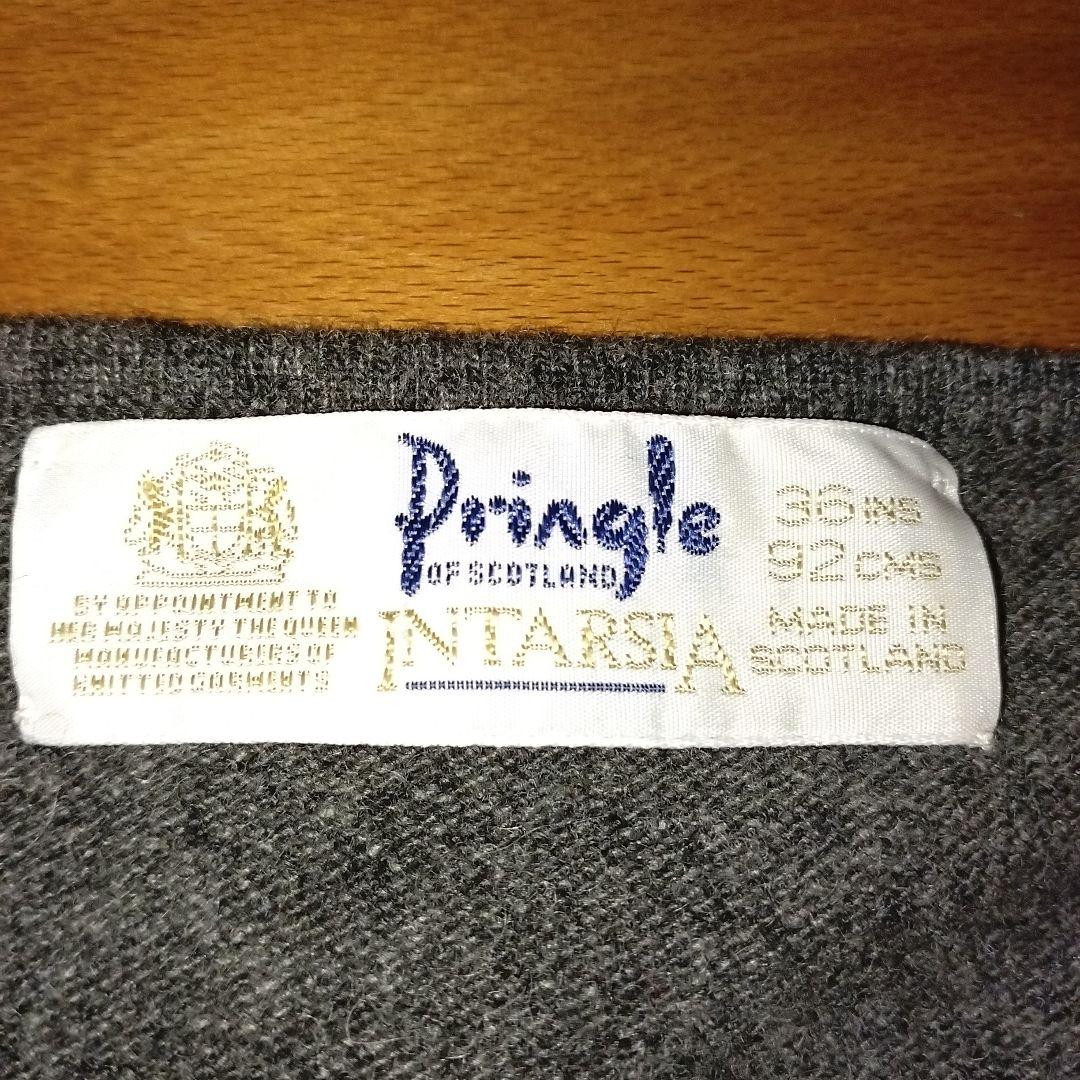 BY APPOINTMENT TO
HER MAJESTY THE QUEEN
MANUFACTURERS OF
KNITTED GARMENTS
Pringle
OF SCOTLAND
INTARSIA
36 INS
92 CMS
MADE IN
SCOTLAND